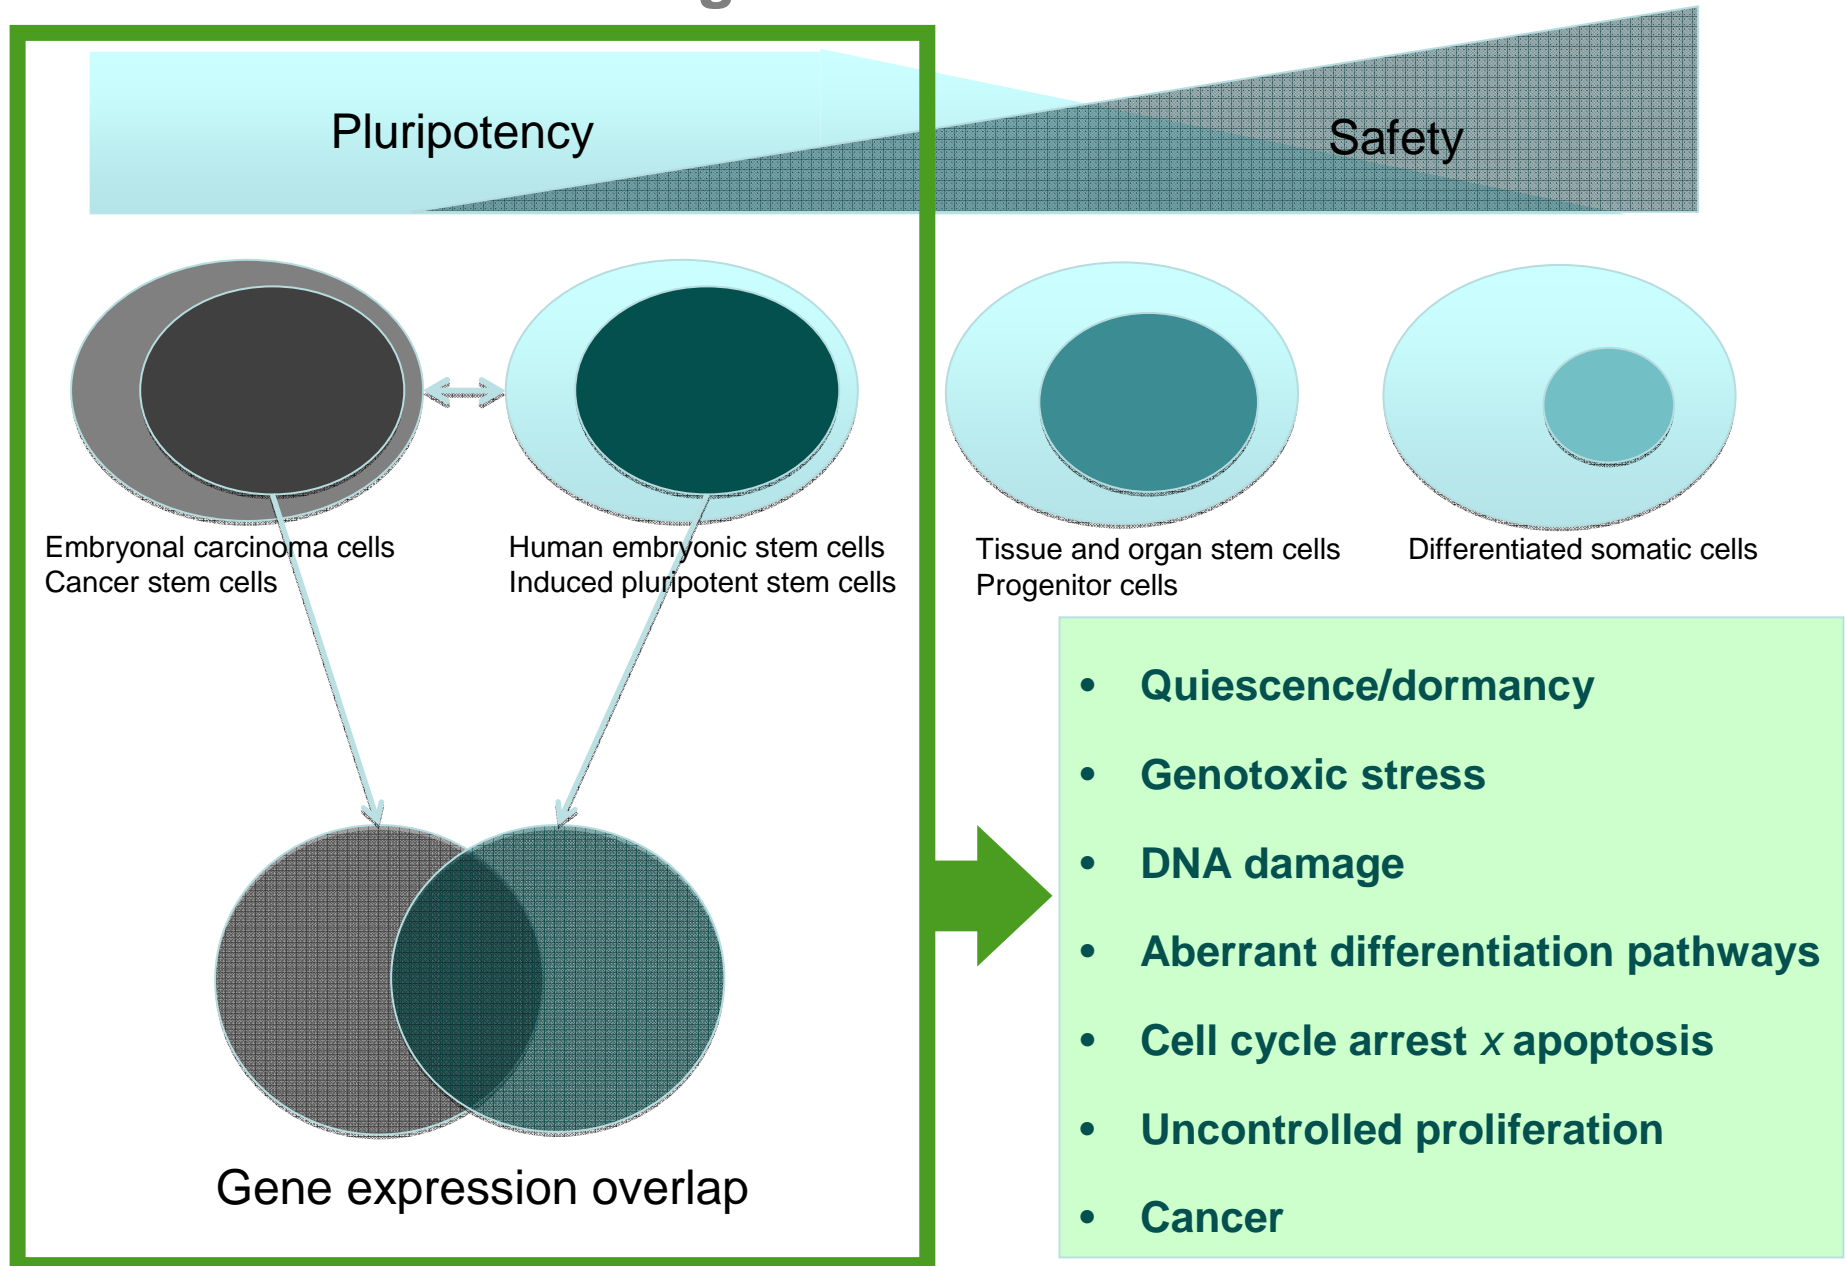 Pluripotency
Safety
Embryonal carcinoma cells
Cancer stem cells
Human embryonic stem cells
Induced pluripotent stem cells
Tissue and organ stem cells
Progenitor cells
Differentiated somatic cells
• Quiescence/dormancy
• Genotoxic stress
• DNA damage
• Aberrant differentiation pathways
• Cell cycle arrest x apoptosis
• Uncontrolled proliferation
• Cancer
Gene expression overlap